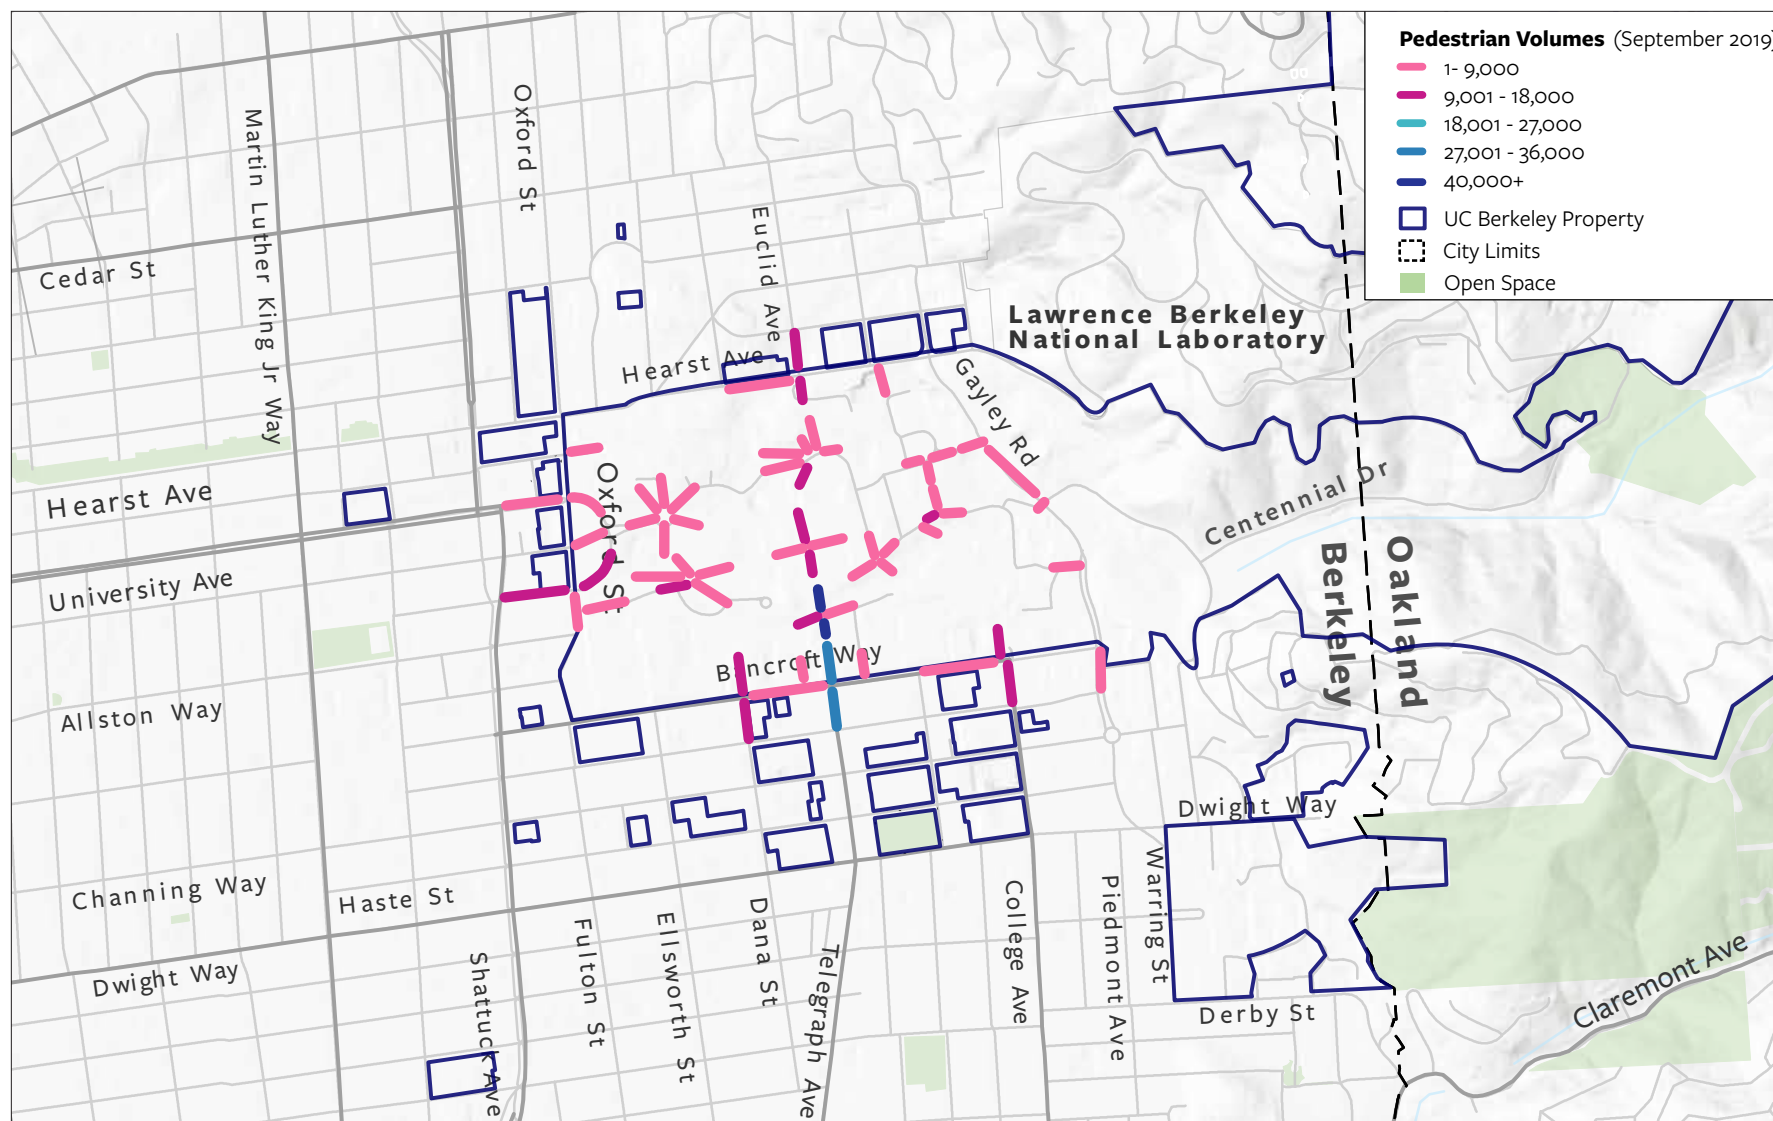 Pedestrian Volumes (September 2019)
1- 9,000
9,001 - 18,000
18,001 - 27,000
27,001 - 36,000
40,000+
UC Berkeley Property
City Limits
Open Space
Oxford St
Martin Luther King Jr Way
Euclid Ave
Cedar St
Lawrence Berkeley
National Laboratory
Hearst Ave
Gayley Rd
Hearst Ave
Oxford St
Centennial Dr
University Ave
Berkeley
Oakland
Bancroft Way
Allston Way
Dwight Way
Channing Way
Haste St
Dwight Way
Shattuck Ave
Fulton St
Ellsworth St
Dana St
Telegraph Ave
College Ave
Piedmont Ave
Warring St
Derby St
Claremont Ave